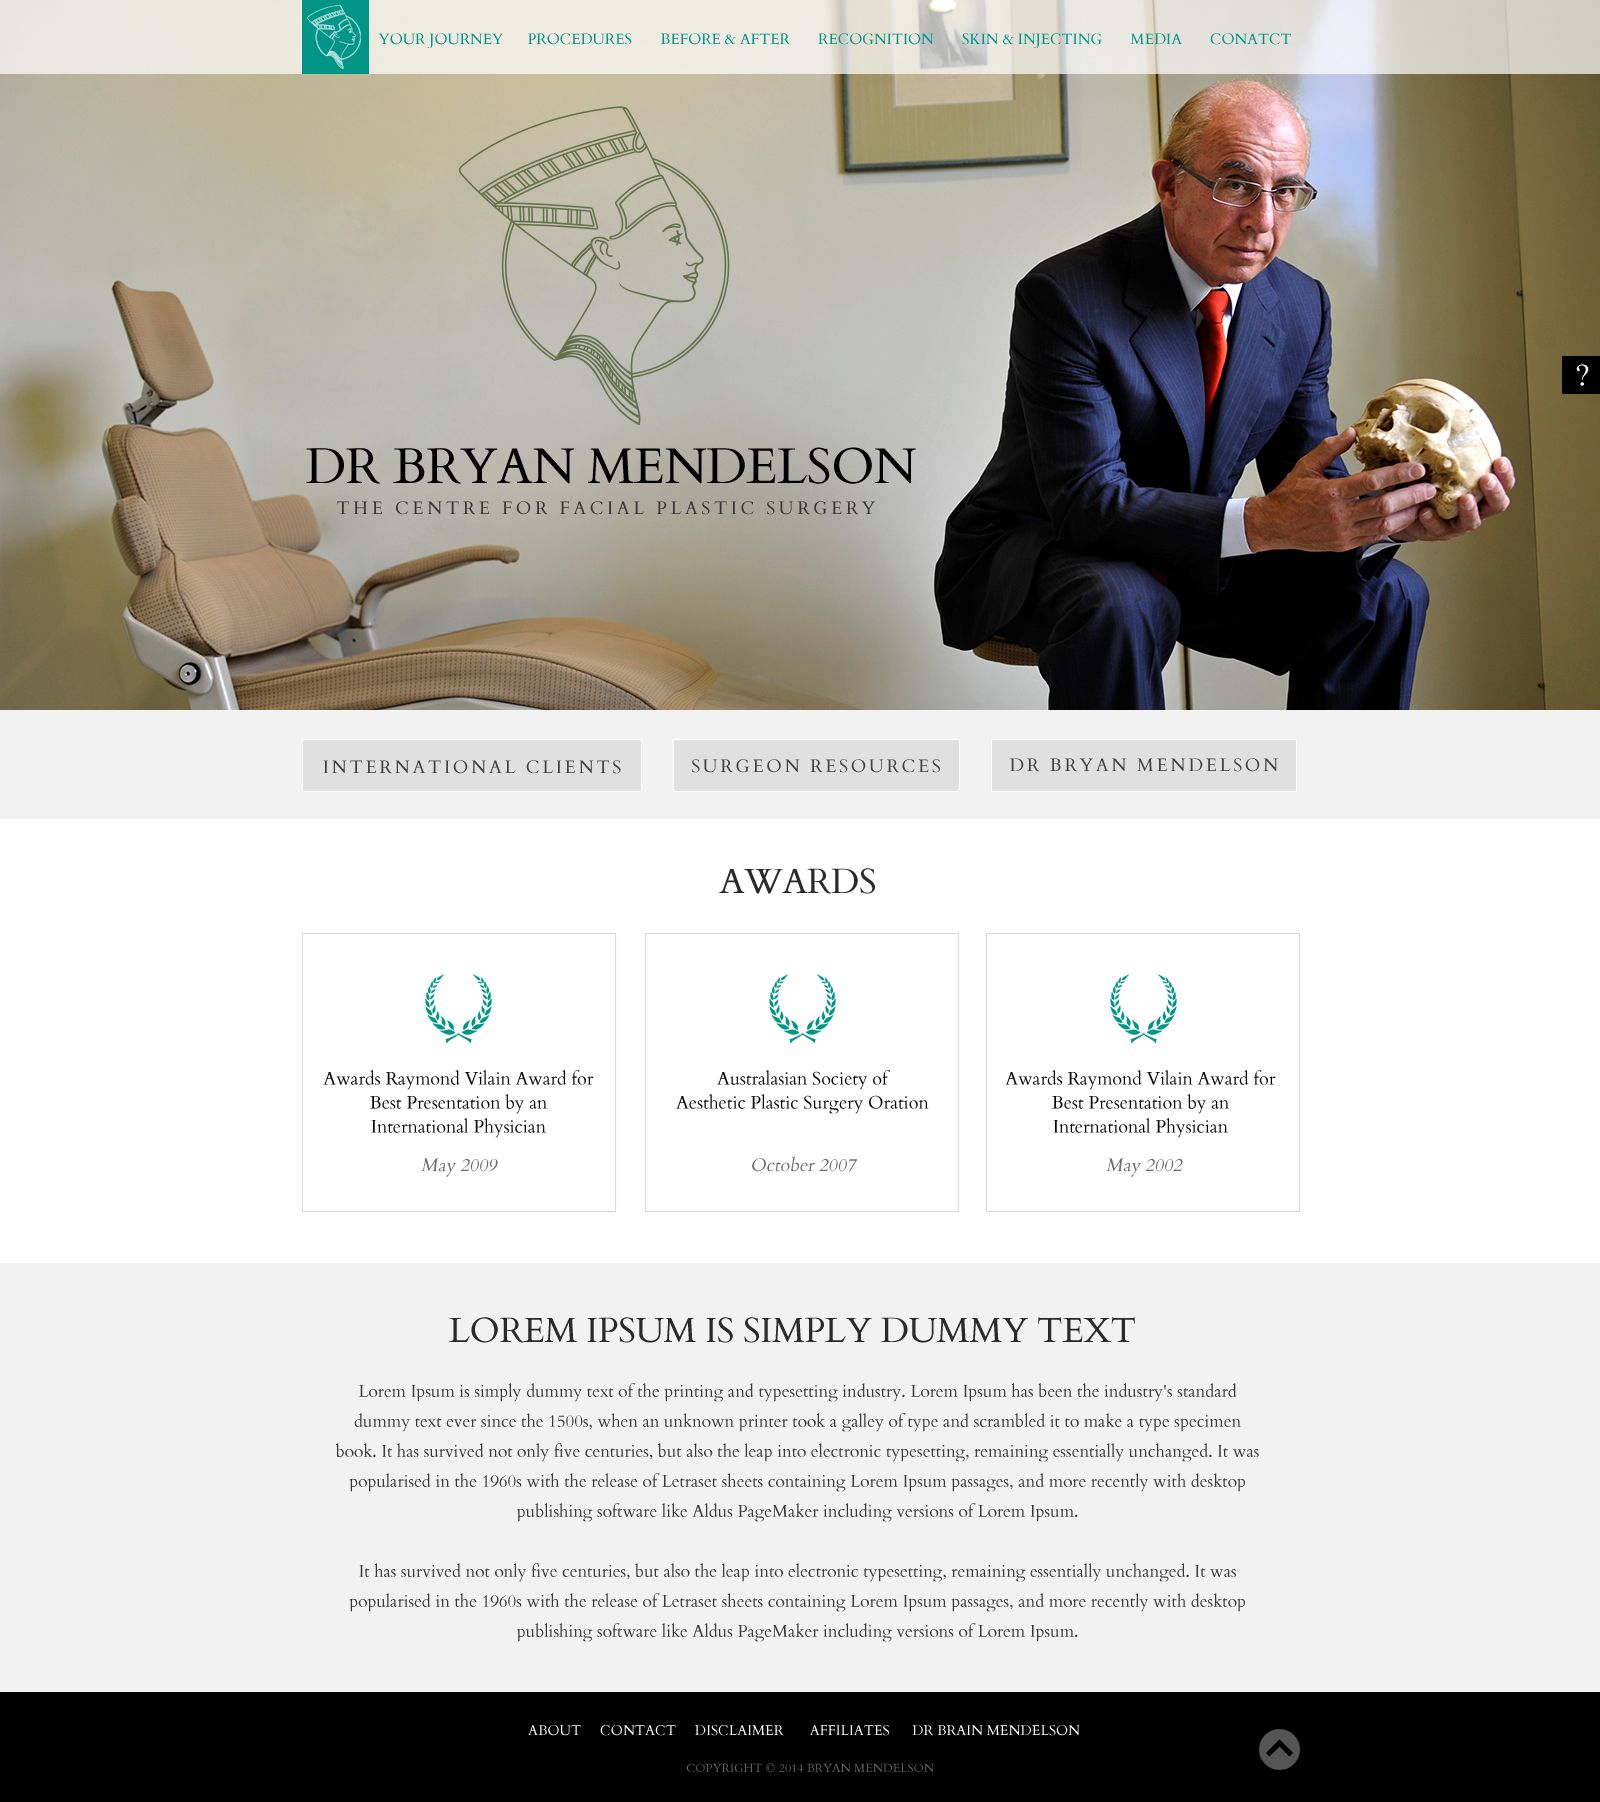 YOUR JOURNEY PROCEDURES BEFORE & AFTER RECOGNITION SKIN & INJECTING MEDIA CONATCT
DR BRYAN MENDELSON
THE CENTRE FOR FACIAL PLASTIC SURGERY
?
INTERNATIONAL CLIENTS
SURGEON RESOURCES
DR BRYAN MENDELSON
AWARDS
Awards Raymond Vilain Award for
Best Presentation by an
International Physician
May 2009
Australasian Society of
Aesthetic Plastic Surgery Oration
October 2007
Awards Raymond Vilain Award for
Best Presentation by an
International Physician
May 2002
LOREM IPSUM IS SIMPLY DUMMY TEXT
Lorem Ipsum is simply dummy text of the printing and typesetting industry. Lorem Ipsum has been the industry's standard
dummy text ever since the 1500s, when an unknown printer took a galley of type and scrambled it to make a type specimen
book. It has survived not only five centuries, but also the leap into electronic typesetting, remaining essentially unchanged. It was
popularised in the 1960s with the release of Letraset sheets containing Lorem Ipsum passages, and more recently with desktop
publishing software like Aldus PageMaker including versions of Lorem Ipsum.
It has survived not only five centuries, but also the leap into electronic typesetting, remaining essentially unchanged. It was
popularised in the 1960s with the release of Letraset sheets containing Lorem Ipsum passages, and more recently with desktop
publishing software like Aldus PageMaker including versions of Lorem Ipsum.
ABOUT CONTACT DISCLAIMER AFFILIATES DR BRAIN MENDELSON
COPYRIGHT © 2014 BRYAN MENDELSON